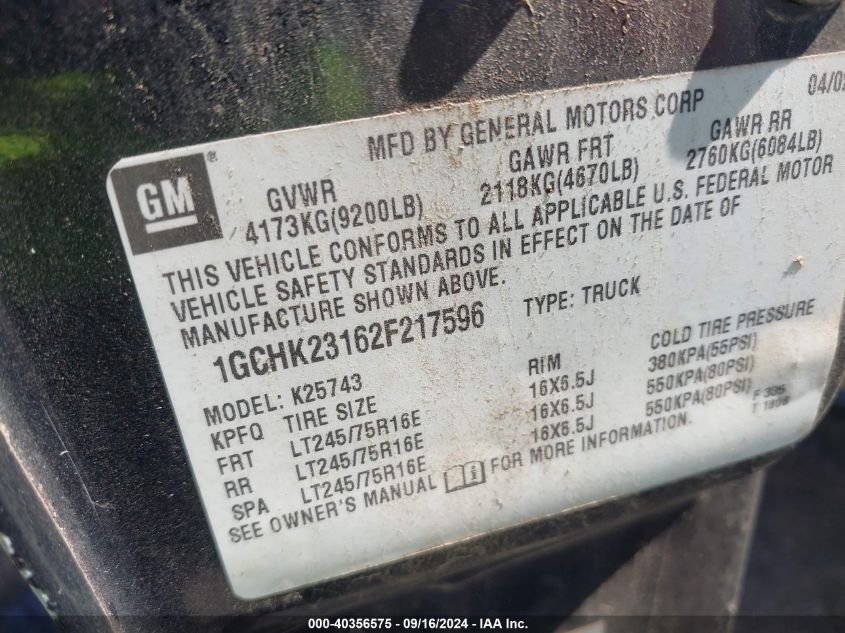 MFD BY GENERAL MOTORS CORP 04/02
GM ®
GVWR GAWR FRT GAWR RR
4173KG(9200LB) 2118KG(4670LB) 2760KG(6084LB)
THIS VEHICLE CONFORMS TO ALL APPLICABLE U.S. FEDERAL MOTOR
VEHICLE SAFETY STANDARDS IN EFFECT ON THE DATE OF
MANUFACTURE SHOWN ABOVE.
1GCHK23162F217596 TYPE: TRUCK
MODEL: K25743
KPFQ TIRE SIZE RIM COLD TIRE PRESSURE
FRT LT245/75R16E 16X6.5J 380KPA(55PSI)
RR LT245/75R16E 16X6.5J 550KPA(80PSI)
SPA LT245/75R16E 16X6.5J 550KPA(80PSI)
SEE OWNER'S MANUAL FOR MORE INFORMATION.
000-40356575 - 09/16/2024 - IAA Inc.